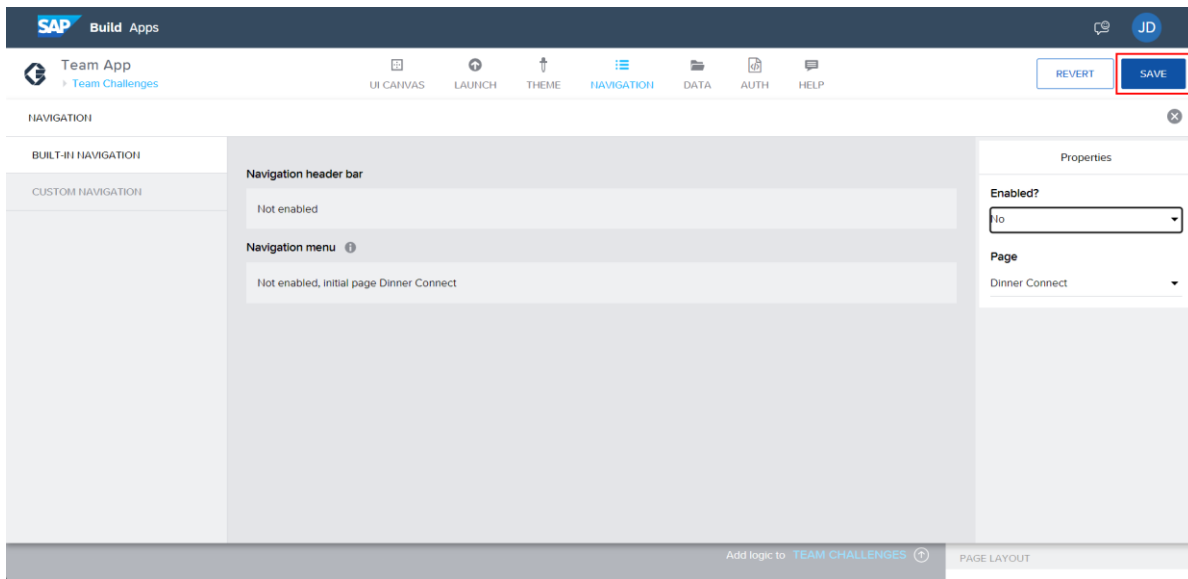 SAP Build Apps
JD
Team App
Team Challenges
UI CANVAS
LAUNCH
THEME
NAVIGATION
DATA
AUTH
HELP
REVERT
SAVE
NAVIGATION
BUILT-IN NAVIGATION
CUSTOM NAVIGATION
Navigation header bar
Not enabled
Navigation menu
Not enabled, initial page Dinner Connect
Properties
Enabled?
No
Page
Dinner Connect
Add logic to TEAM CHALLENGES
PAGE LAYOUT